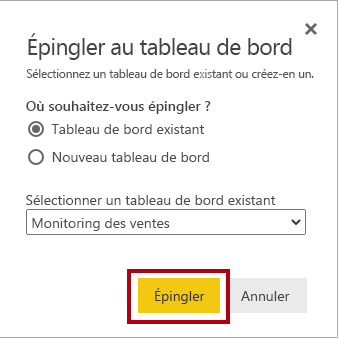 Épingler au tableau de bord
Sélectionnez un tableau de bord existant ou créez-en un.
Où souhaitez-vous épingler ?
Tableau de bord existant
Nouveau tableau de bord
Sélectionner un tableau de bord existant
Monitoring des ventes
Épingler
Annuler